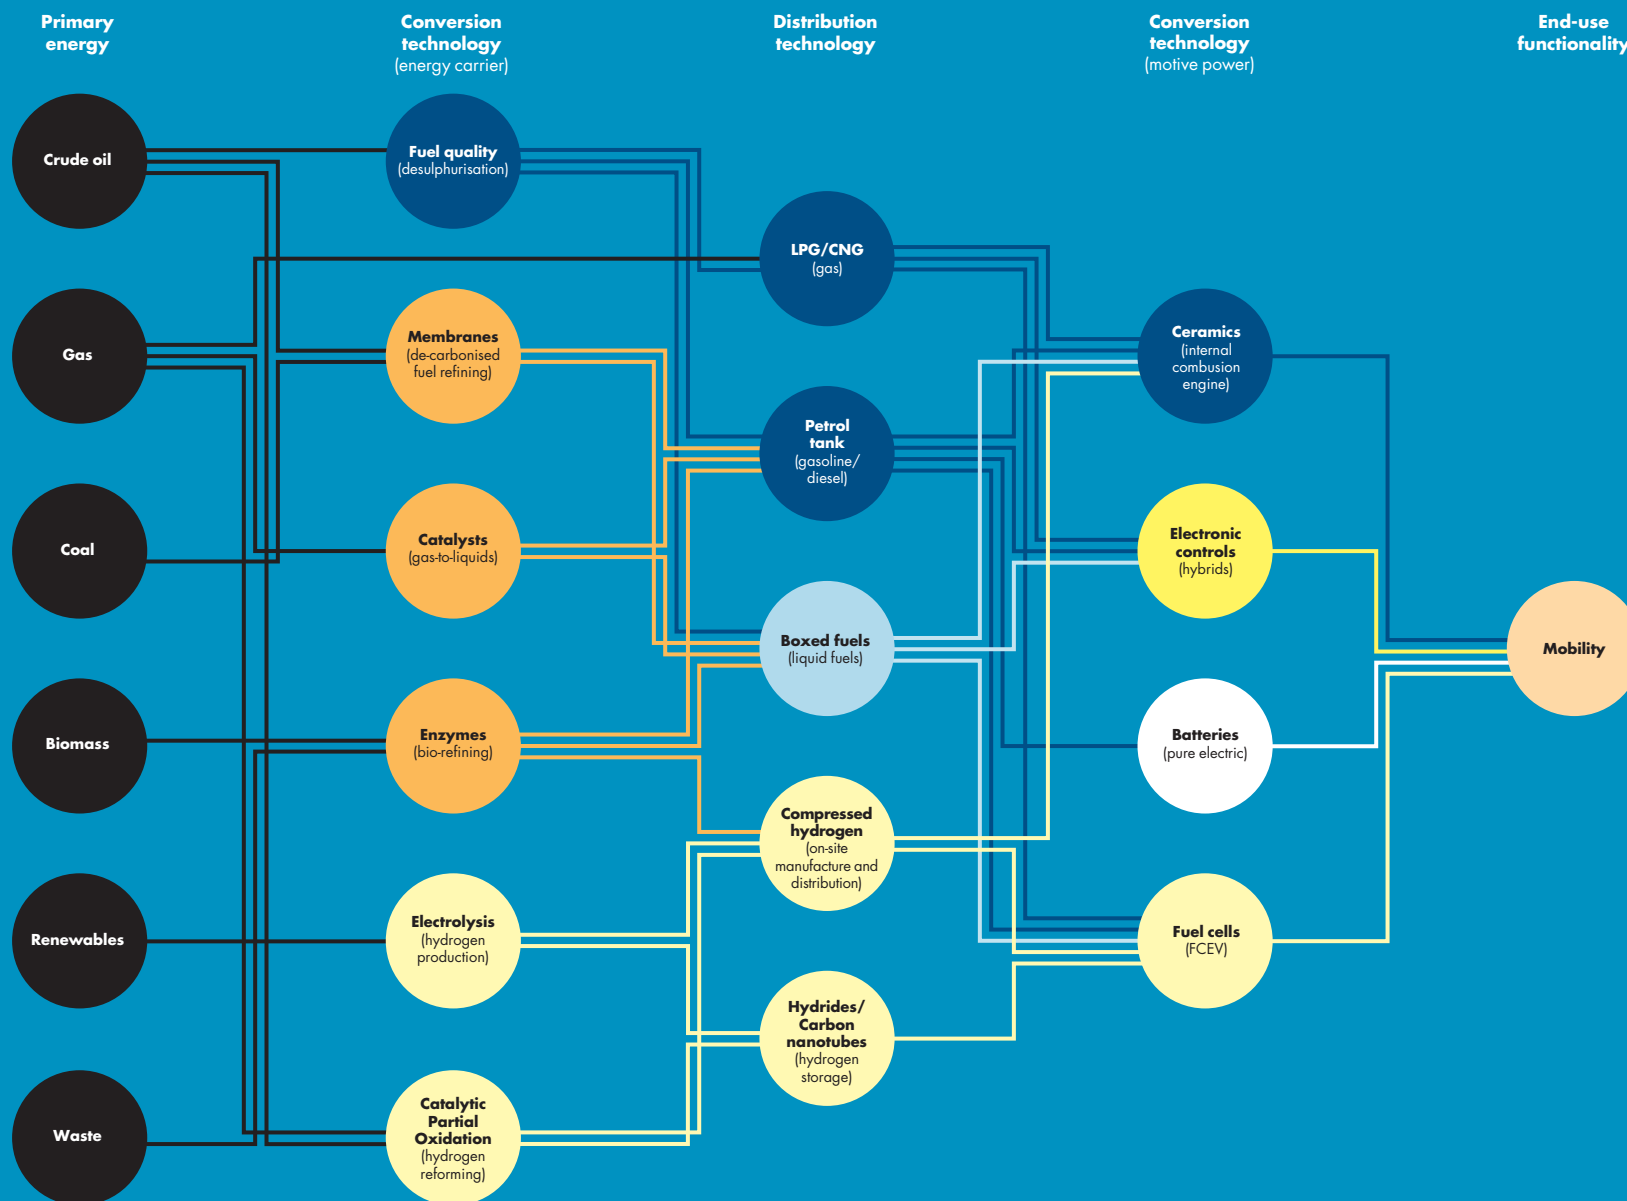 Primary
energy
Conversion
technology
(energy carrier)
Distribution
technology
Conversion
technology
(motive power)
End-use
functionality
Crude oil
Gas
Coal
Biomass
Renewables
Waste
Fuel quality
(desulphurisation)
Membranes
(de-carbonised
fuel refining)
Catalysts
(gas-to-liquids)
Enzymes
(bio-refining)
Electrolysis
(hydrogen
production)
Catalytic
Partial
Oxidation
(hydrogen
reforming)
LPG/CNG
(gas)
Petrol
tank
(gasoline/
diesel)
Boxed fuels
(liquid fuels)
Compressed
hydrogen
(on-site
manufacture and
distribution)
Hydrides/
Carbon
nanotubes
(hydrogen
storage)
Ceramics
(internal
combusion
engine)
Electronic
controls
(hybrids)
Batteries
(pure electric)
Fuel cells
(FCEV)
Mobility